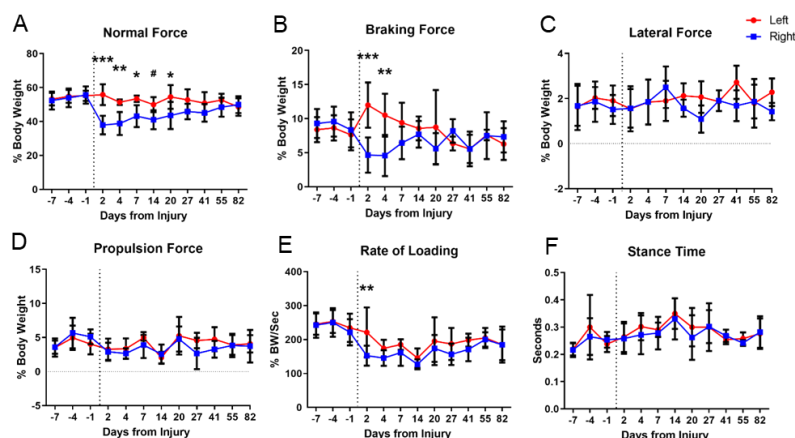 A Normal Force
*** ** * # *
% Body Weight
80
60
40
20
0
-7 -4 -1 2 4 7 14 20 27 41 55 82
Days from Injury
B Braking Force
*** **
% Body Weight
20
15
10
5
0
-7 -4 -1 2 4 7 14 20 27 41 55 82
Days from Injury
C Lateral Force
Left
Right
% Body Weight
4
2
0
-7 -4 -1 2 4 7 14 20 27 41 55 82
Days from Injury
D Propulsion Force
% Body Weight
15
10
5
0
5
-7 -4 -1 2 4 7 14 20 27 41 55 82
Days from Injury
E Rate of Loading
**
% BW/Sec
400
300
200
100
0
-7 -4 -1 2 4 7 14 20 27 41 55 82
Days from Injury
F Stance Time
Seconds
0.5
0.4
0.3
0.2
0.1
0.0
-7 -4 -1 2 4 7 14 20 27 41 55 82
Days from Injury